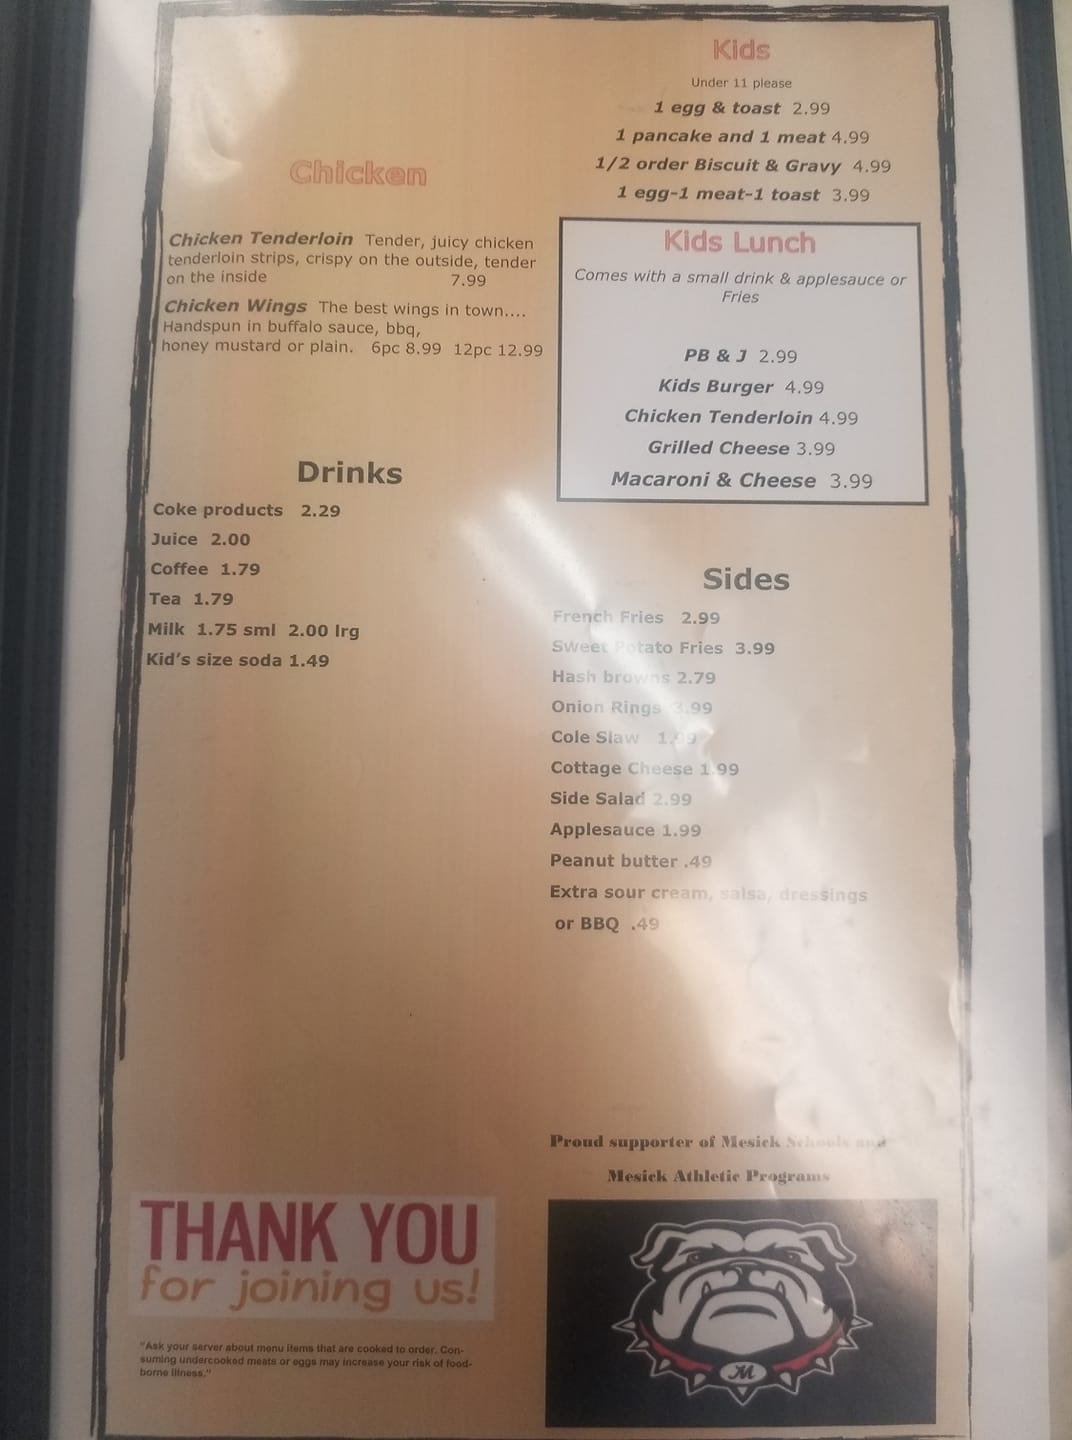 Chicken
Chicken Tenderloin Tender, juicy chicken
tenderloin strips, crispy on the outside, tender
on the inside 7.99
Chicken Wings The best wings in town....
Handspun in buffalo sauce, bbq,
honey mustard or plain. 6pc 8.99 12pc 12.99
Drinks
Coke products 2.29
Juice 2.00
Coffee 1.79
Tea 1.79
Milk 1.75 sml 2.00 lrg
Kid's size soda 1.49
Kids
Under 11 please
1 egg & toast 2.99
1 pancake and 1 meat 4.99
1/2 order Biscuit & Gravy 4.99
1 egg-1 meat-1 toast 3.99
Kids Lunch
Comes with a small drink & applesauce or
Fries
PB & J 2.99
Kids Burger 4.99
Chicken Tenderloin 4.99
Grilled Cheese 3.99
Macaroni & Cheese 3.99
Sides
French Fries 2.99
Sweet Potato Fries 3.99
Hash browns 2.79
Onion Rings 3.99
Cole Slaw 1.99
Cottage Cheese 1.99
Side Salad 2.99
Applesauce 1.99
Peanut butter .49
Extra sour cream, salsa, dressings
or BBQ .49
Proud supporter of Mesick Schools and
Mesick Athletic Programs
THANK YOU
for joining us!
"Ask your server about menu items that are cooked to order. Con-
suming undercooked meats or eggs may increase your risk of food-
borne illness."
M